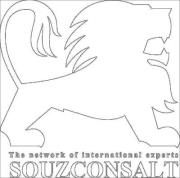 The network of international experts
SOUZCONSALT